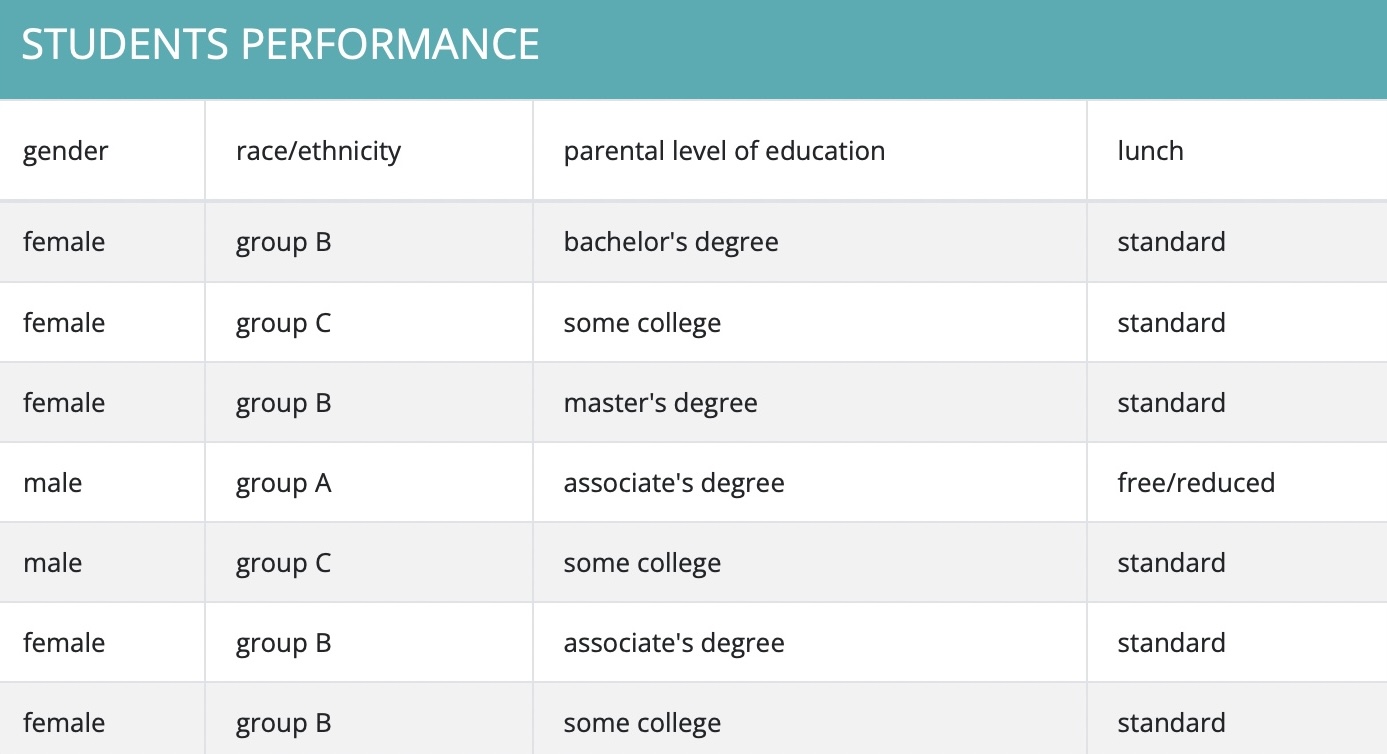 STUDENTS PERFORMANCE
gender race/ethnicity parental level of education lunch
female group B bachelor's degree standard
female group C some college standard
female group B master's degree standard
male group A associate's degree free/reduced
male group C some college standard
female group B associate's degree standard
female group B some college standard